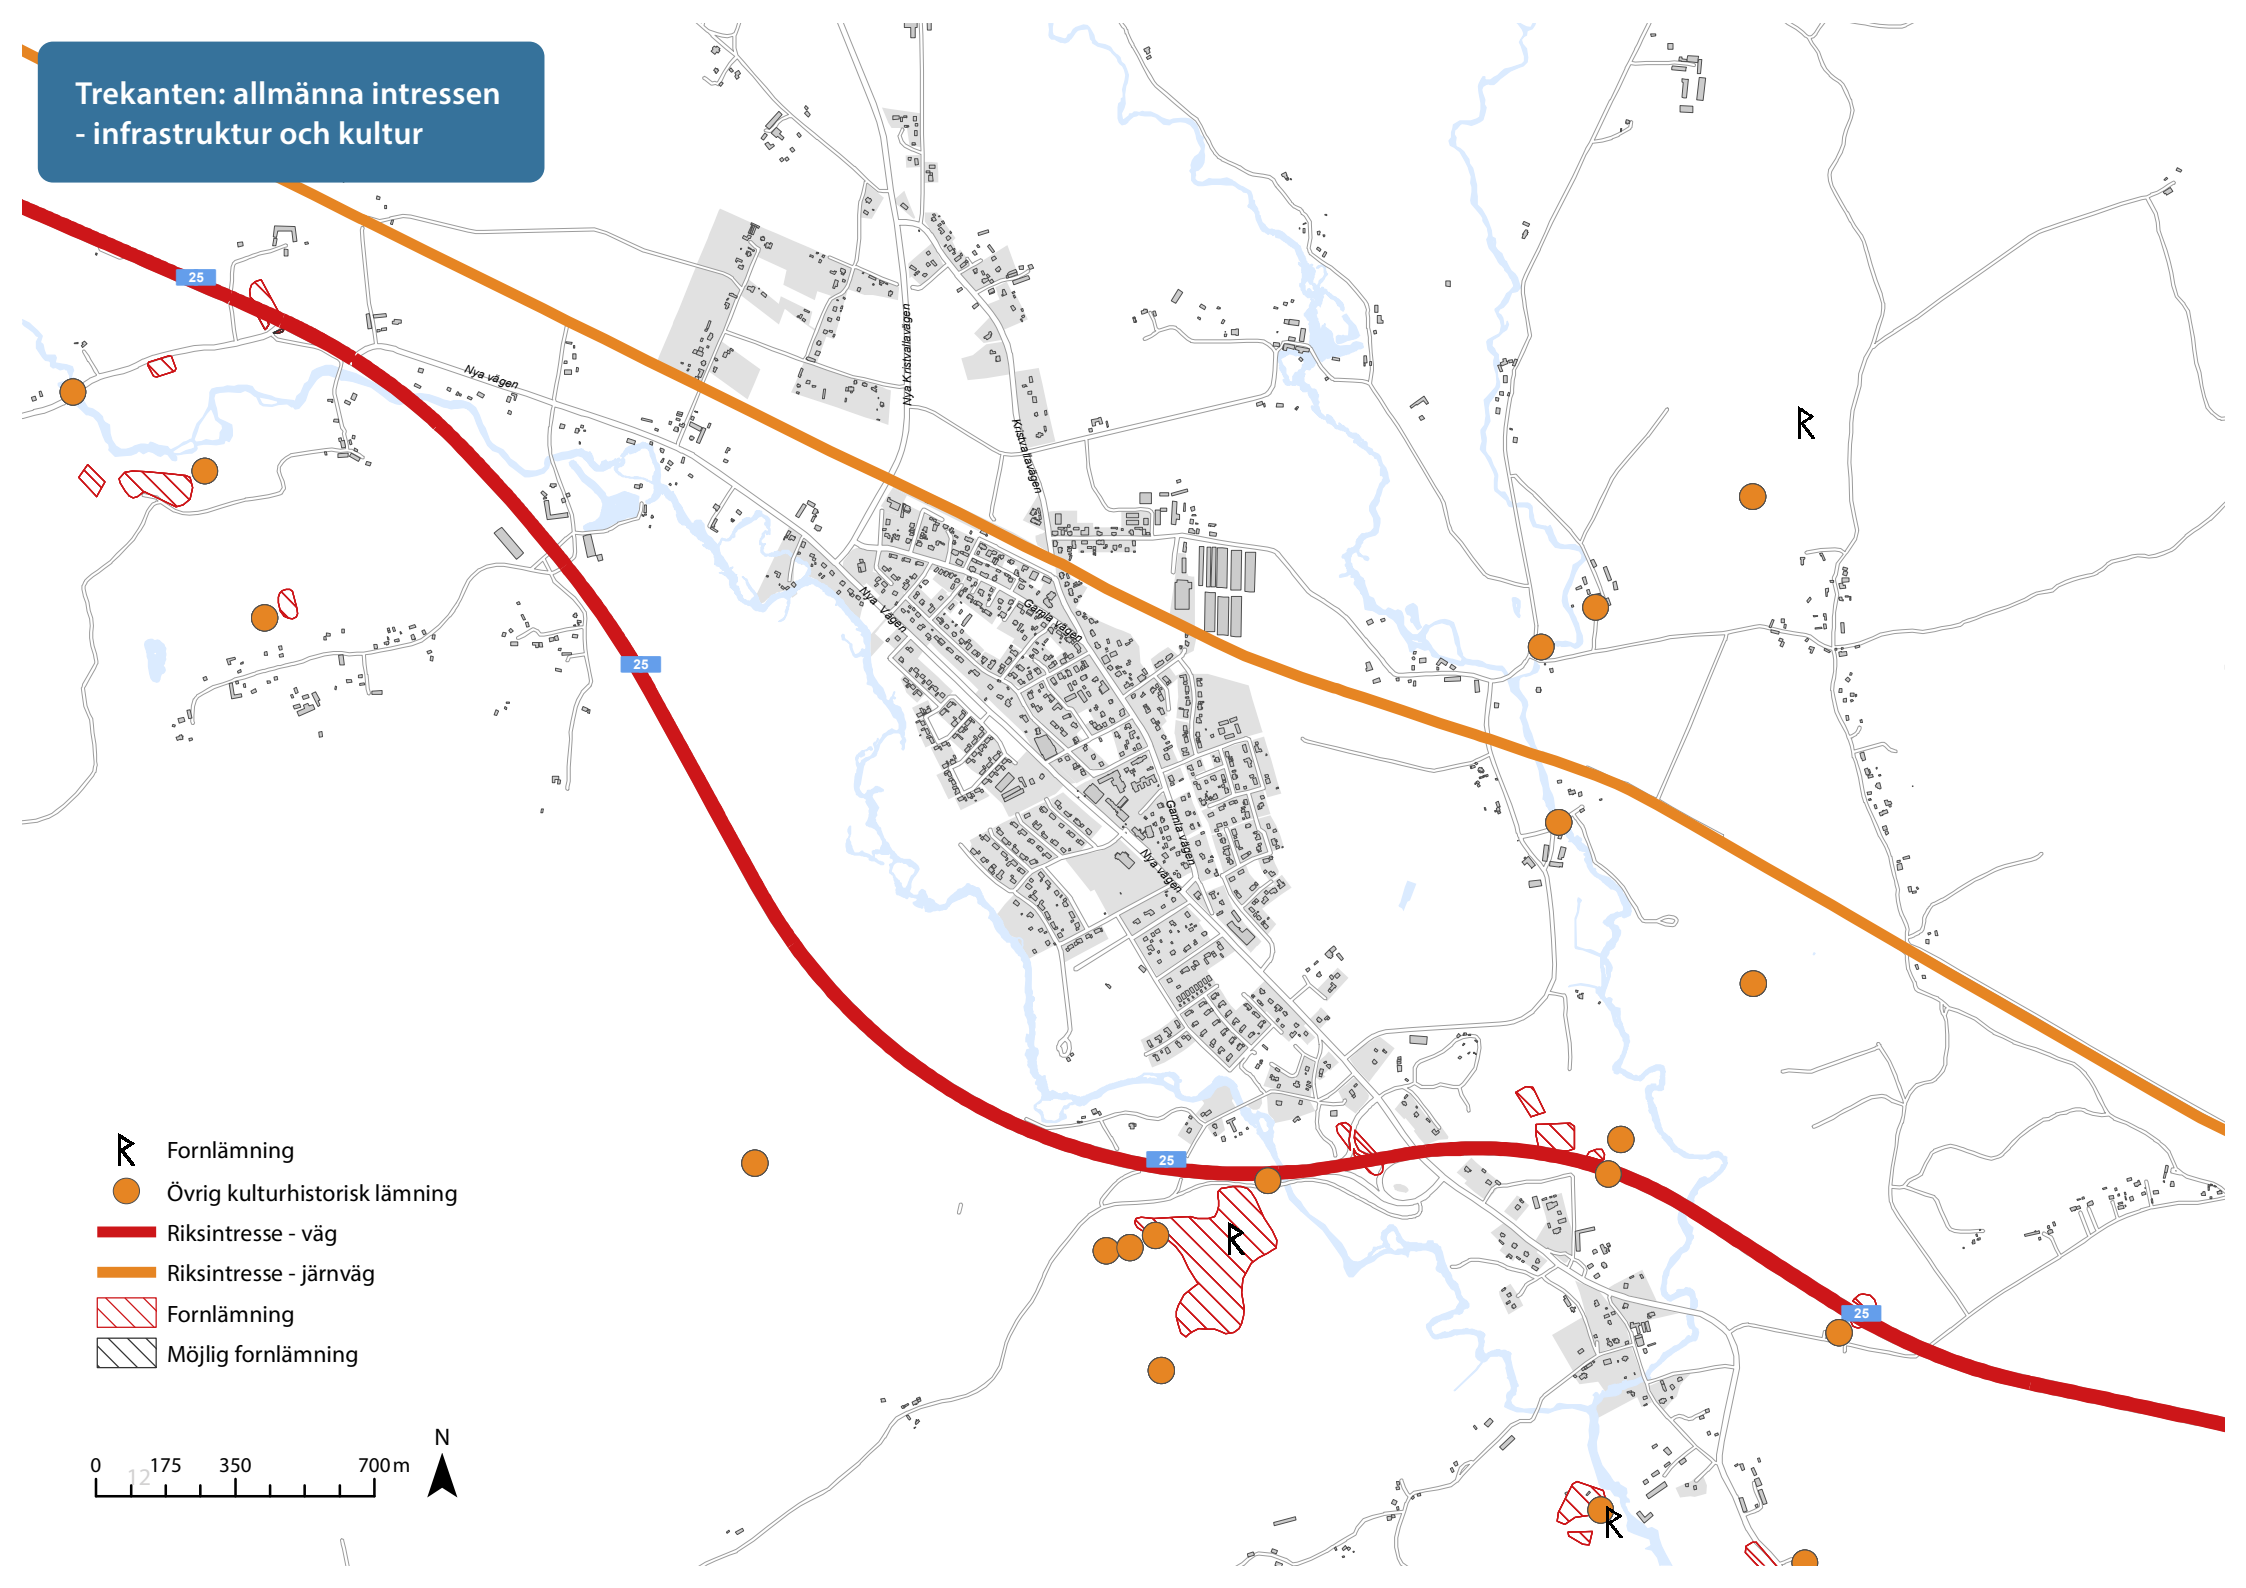 Trekanten: allmänna intressen
- infrastruktur och kultur
25
Nya vägen
Nya Kristvallavägen
Kristvallavägen
Nya Vägen
Gamla vägen
25
Gamla vägen
Nya vägen
25
25
Fornlämning
Övrig kulturhistorisk lämning
Riksintresse - väg
Riksintresse - järnväg
Fornlämning
Möjlig fornlämning
N
0 175 350 700 m
12